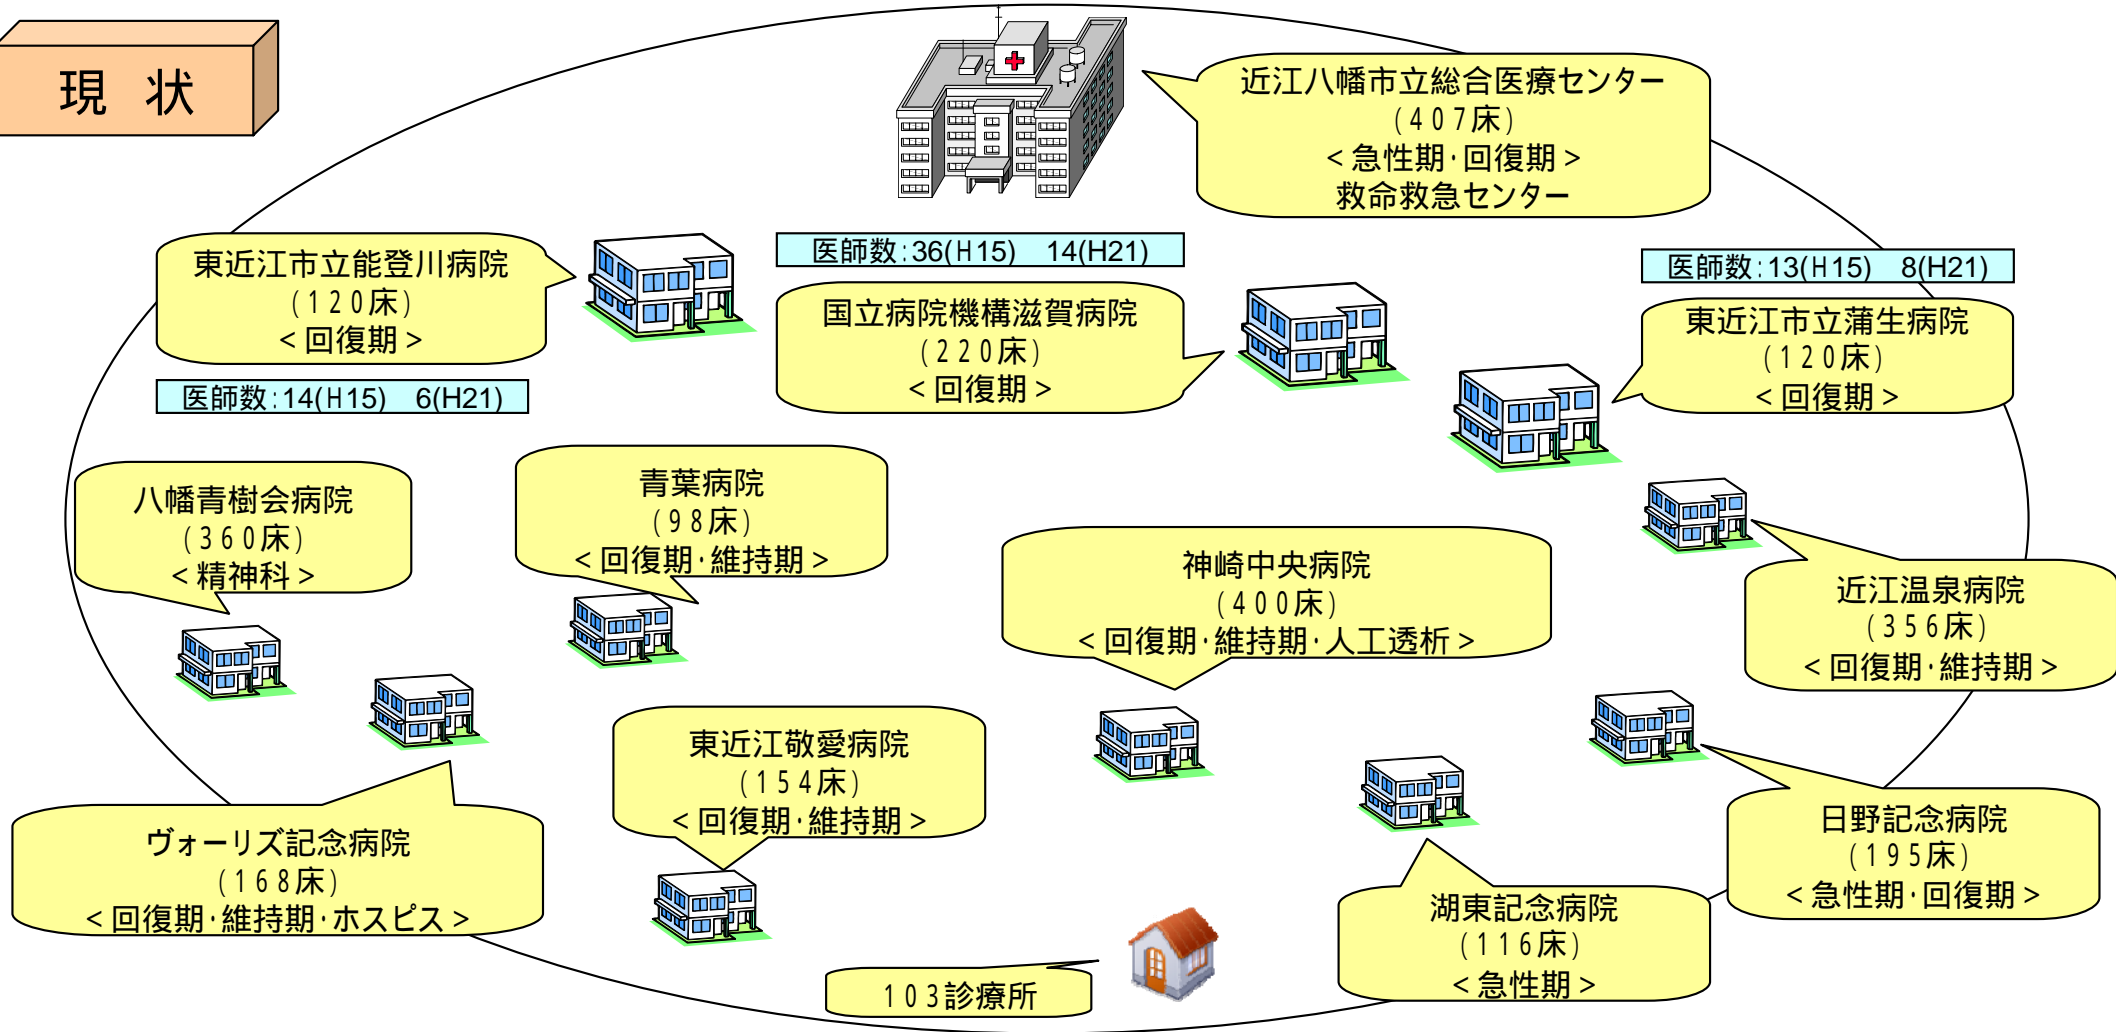 現 状
近江八幡市立総合医療センター
(407床)
<急性期･回復期>
救命救急センター
東近江市立能登川病院
(120床)
<回復期>
医師数:14(H15) 6(H21)
医師数:36(H15) 14(H21)
国立病院機構滋賀病院
(220床)
<回復期>
医師数:13(H15) 8(H21)
東近江市立蒲生病院
(120床)
<回復期>
八幡青樹会病院
(360床)
<精神科>
青葉病院
(98床)
<回復期･維持期>
神崎中央病院
(400床)
<回復期･維持期･人工透析>
近江温泉病院
(356床)
<回復期･維持期>
ヴォーリズ記念病院
(168床)
<回復期･維持期･ホスピス>
東近江敬愛病院
(154床)
<回復期･維持期>
日野記念病院
(195床)
<急性期･回復期>
湖東記念病院
(116床)
<急性期>
103診療所